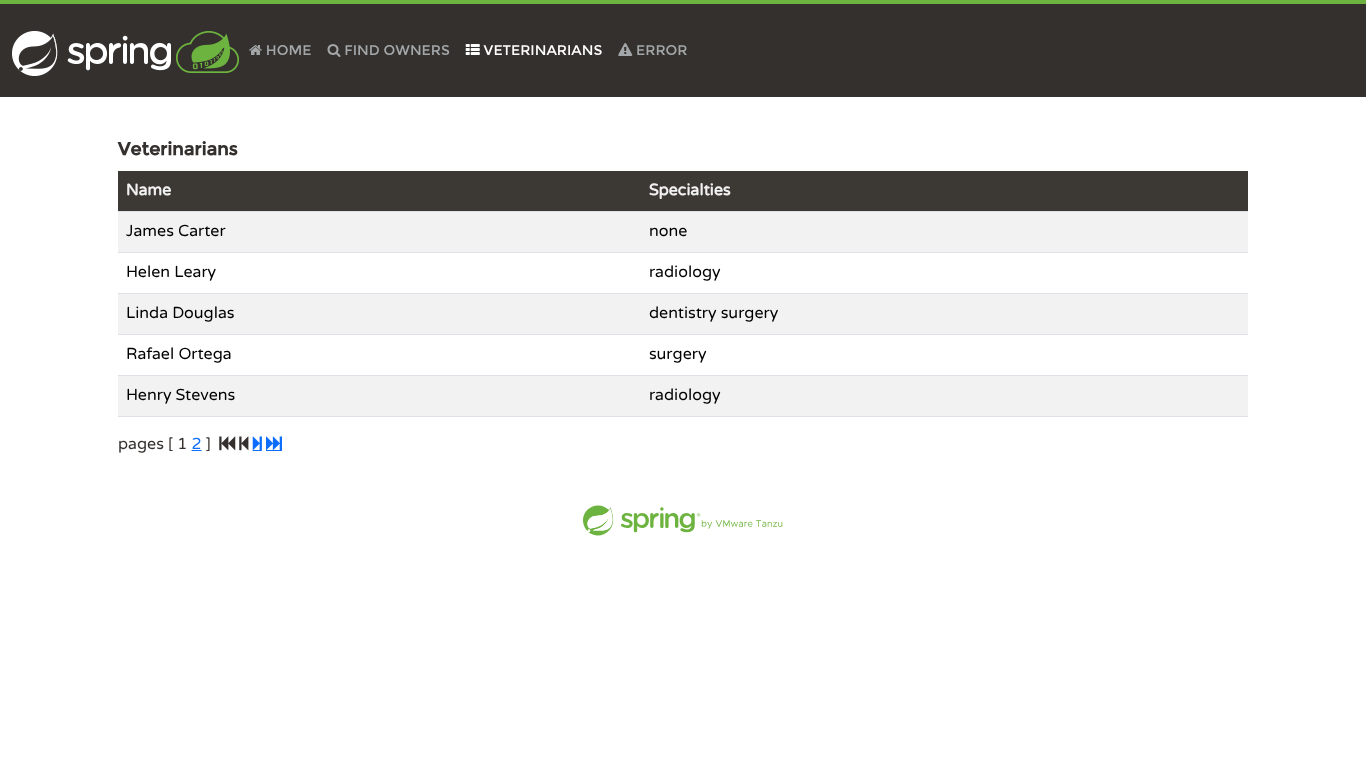 spring HOME FIND OWNERS VETERINARIANS ERROR
Veterinarians
Name Specialties
James Carter none
Helen Leary radiology
Linda Douglas dentistry surgery
Rafael Ortega surgery
Henry Stevens radiology
pages [ 1 2 ]
spring by VMware Tanzu